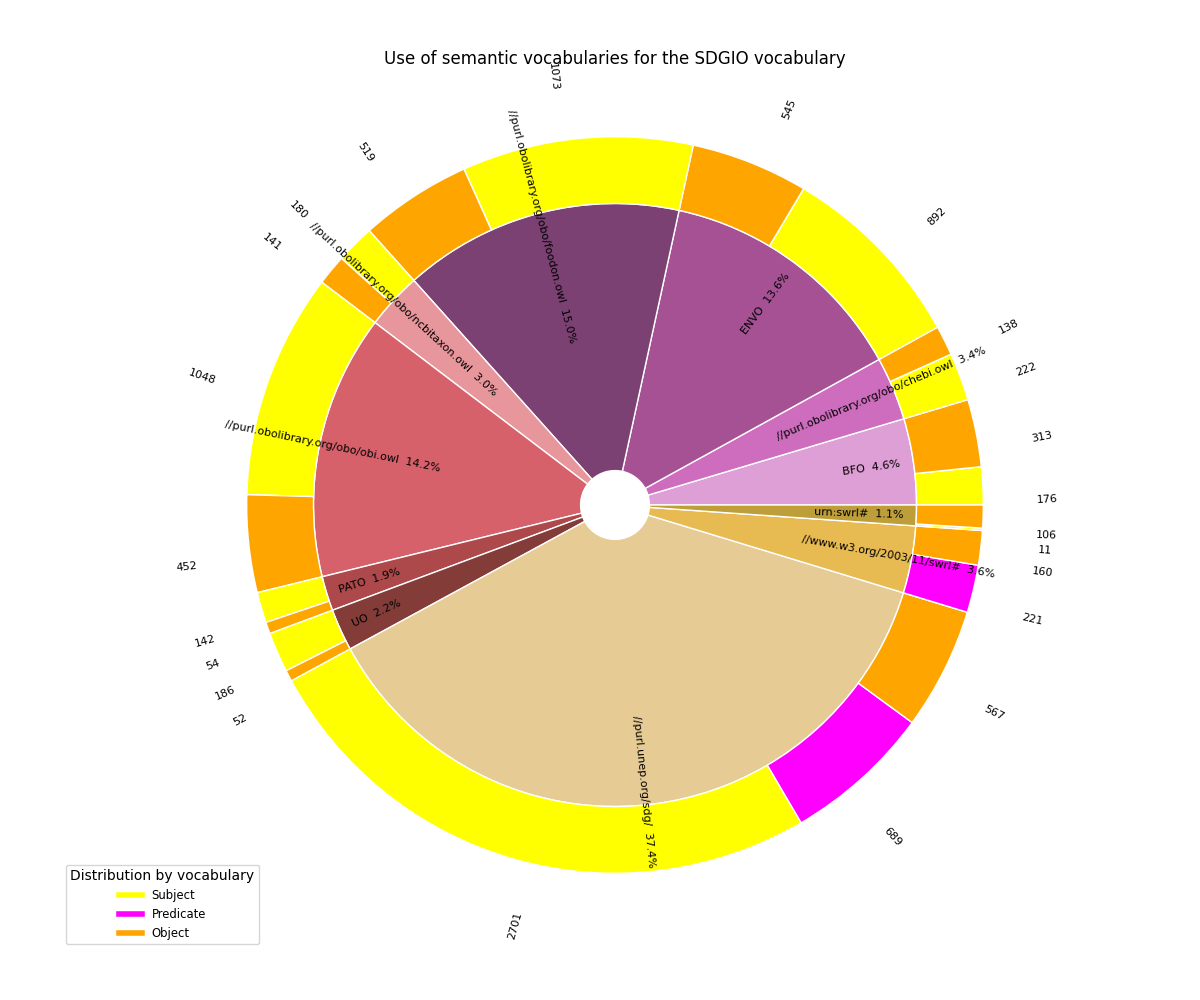 Use of semantic vocabularies for the SDGIO vocabulary
1073
545
519
892
180
141
138
222
1048
313
176
452
106
11
160
142
221
54
186
52
567
689
2701
//purl.obolibrary.org/obo/foodon.owl 15.0%
ENVO 13.6%
//purl.obolibrary.org/obo/ncbitaxon.owl 3.0%
//purl.obolibrary.org/obo/chebi.owl 3.4%
//purl.obolibrary.org/obo/obi.owl 14.2%
BFO 4.6%
urn:swrl# 1.1%
//www.w3.org/2003/11/swrl# 3.6%
PATO 1.9%
UO 2.2%
//purl.unep.org/sdg/ 37.4%
Distribution by vocabulary
Subject
Predicate
Object